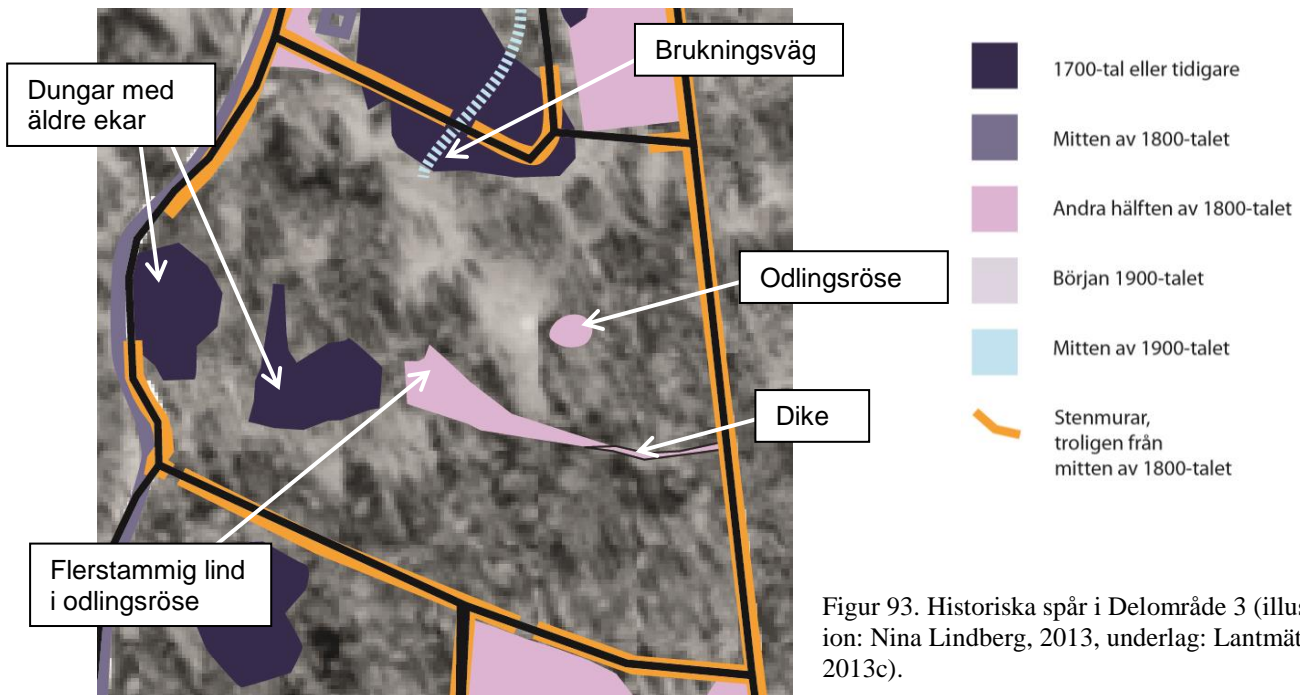 Brukningsväg
Dungar med
äldre ekar
Odlingsröse
Dike
Flerstammig lind
i odlingsröse
1700-tal eller tidigare
Mitten av 1800-talet
Andra hälften av 1800-talet
Början 1900-talet
Mitten av 1900-talet
Stenmurar,
troligen från
mitten av 1800-talet
Figur 93. Historiska spår i Delområde 3
ion: Nina Lindberg, 2013, underlag:
2013c).